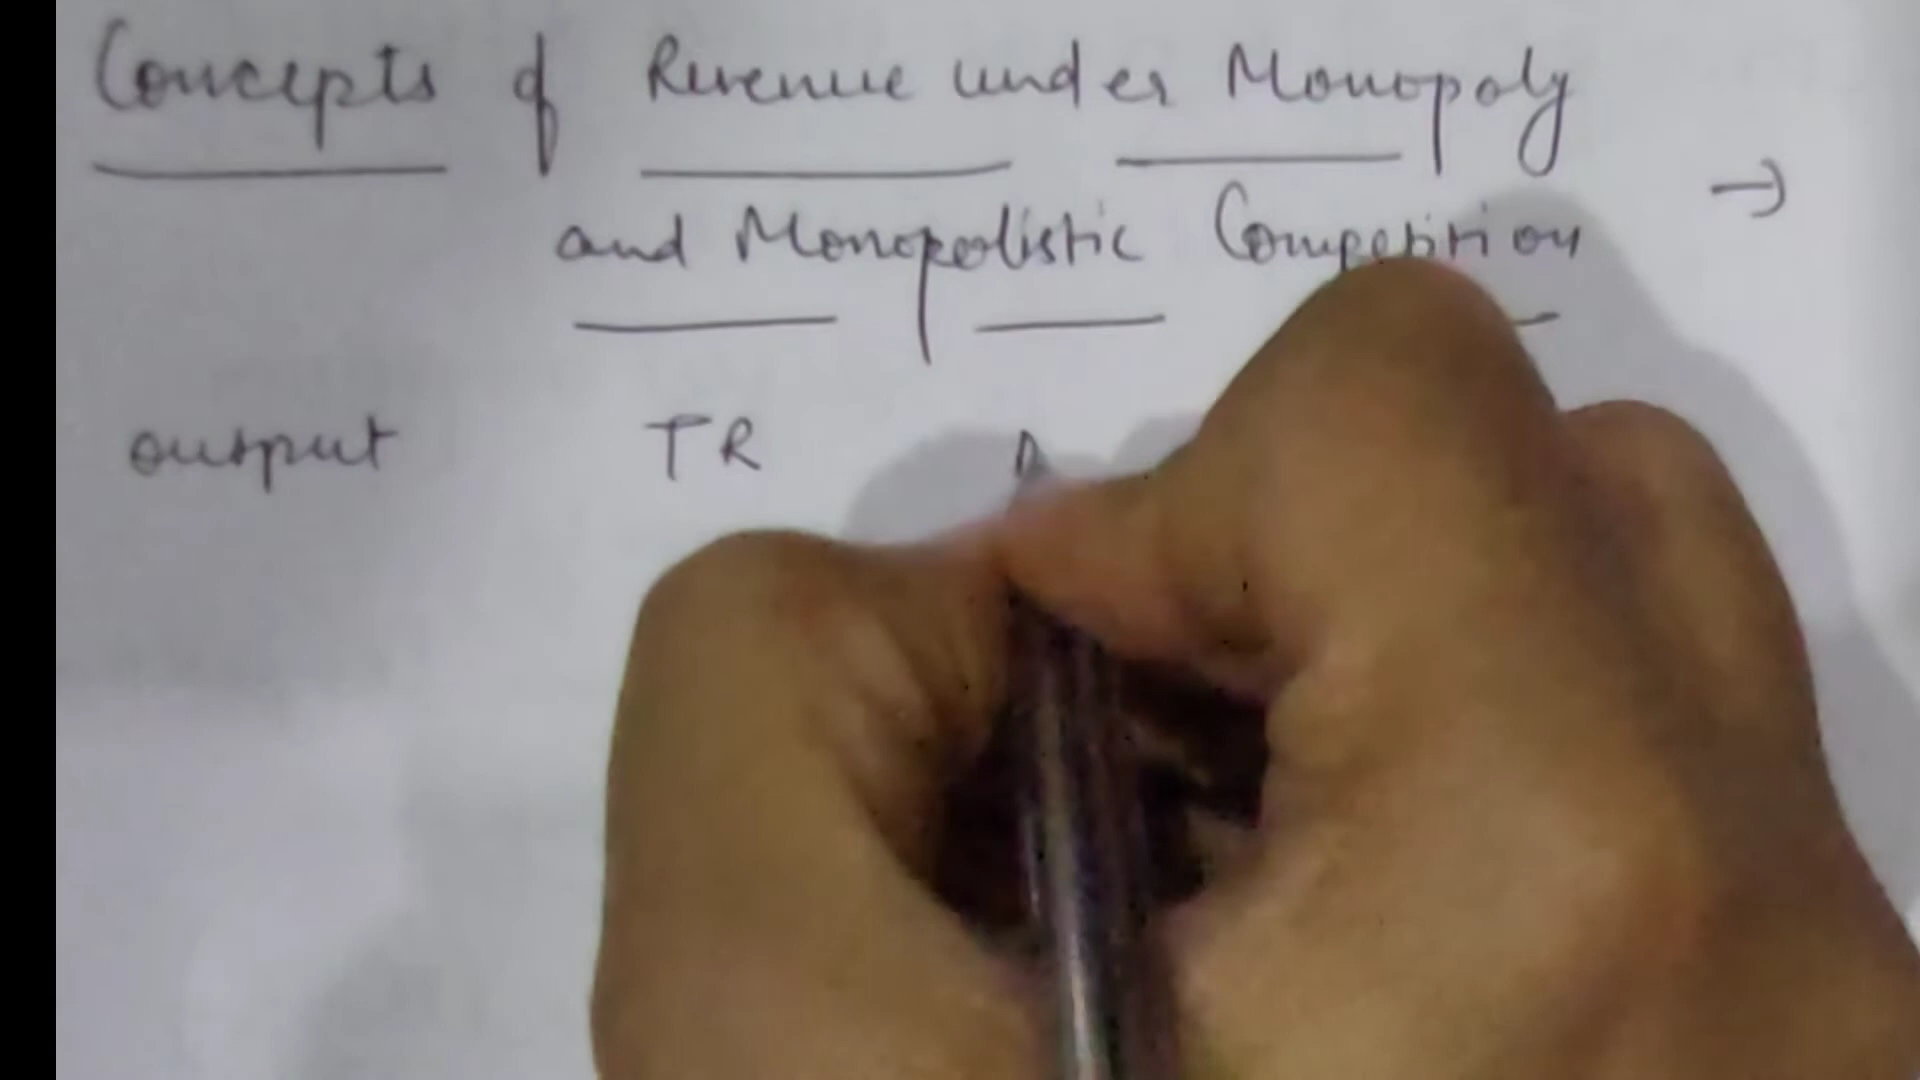 Concepts of Revenue under Monopoly
and Monopolistic Competition →
output TR A